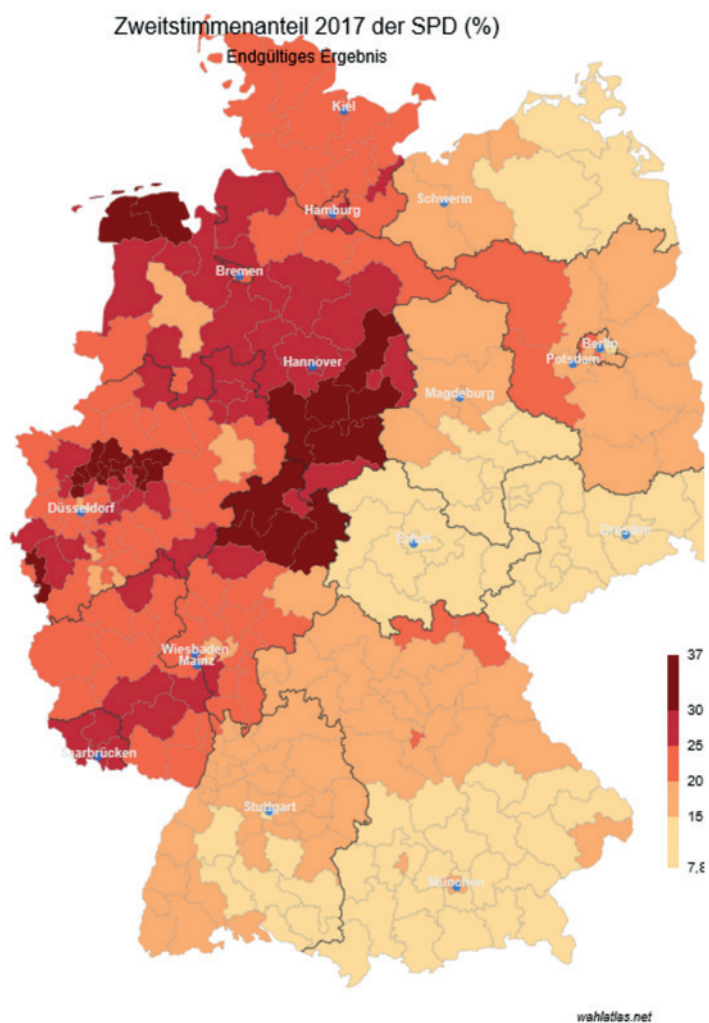 Zweitstimmenanteil 2017 der SPD (%)
Endgültiges Ergebnis
Kiel
Schwerin
Hamburg
Bremen
Berlin
Potsdam
Hannover
Magdeburg
Düsseldorf
Dresden
Erfurt
Wiesbaden
Mainz
Saarbrücken
Stuttgart
München
37
30
25
20
15
7,8
wahlatlas.net